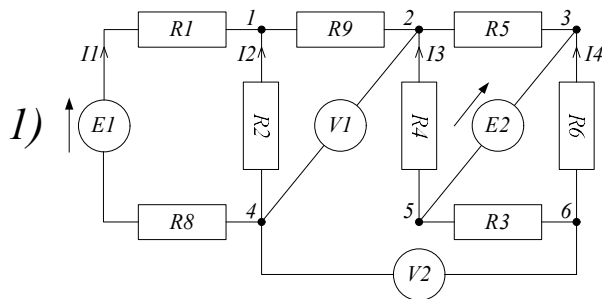 R1 1 R9 2 R5 3
I1 I2 I3 I4
1) E1 R2 V1 R4 E2 R6
R8 4 5 R3 6
V2